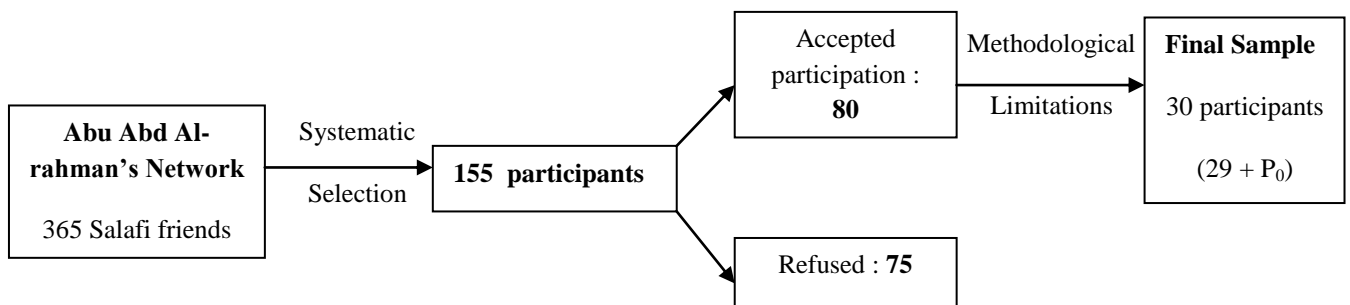 Abu Abd Al-
rahman’s Network
365 Salafi friends
Systematic
Selection
155 participants
Accepted
participation :
80
Refused : 75
Methodological
Limitations
Final Sample
30 participants
(29 + P₀)